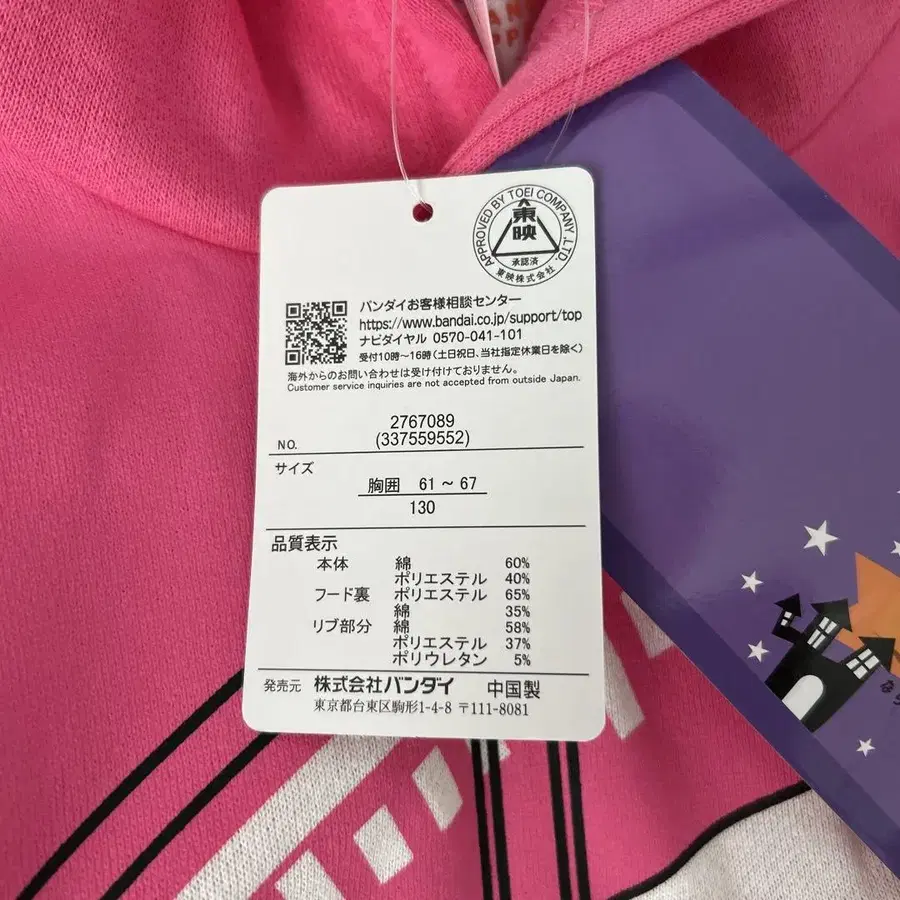 APPROVED BY TOEI COMPANY, LTD.
東映
承認済
東映株式会社
バンダイお客様相談センター
https://www.bandai.co.jp/support/top
ナビダイヤル 0570-041-101
受付10時～16時(土日祝日、当社指定休業日を除く)
海外からのお問い合わせは受け付けておりません。
Customer service inquiries are not accepted from outside Japan.
2767089
NO. (337559552)
サイズ
胸囲 61 ~ 67
130
品質表示
本体 綿 60%
ポリエステル 40%
フード裏 ポリエステル 65%
綿 35%
リブ部分 綿 58%
ポリエステル 37%
ポリウレタン 5%
発売元 株式会社バンダイ 中国製
東京都台東区駒形1-4-8 〒111-8081